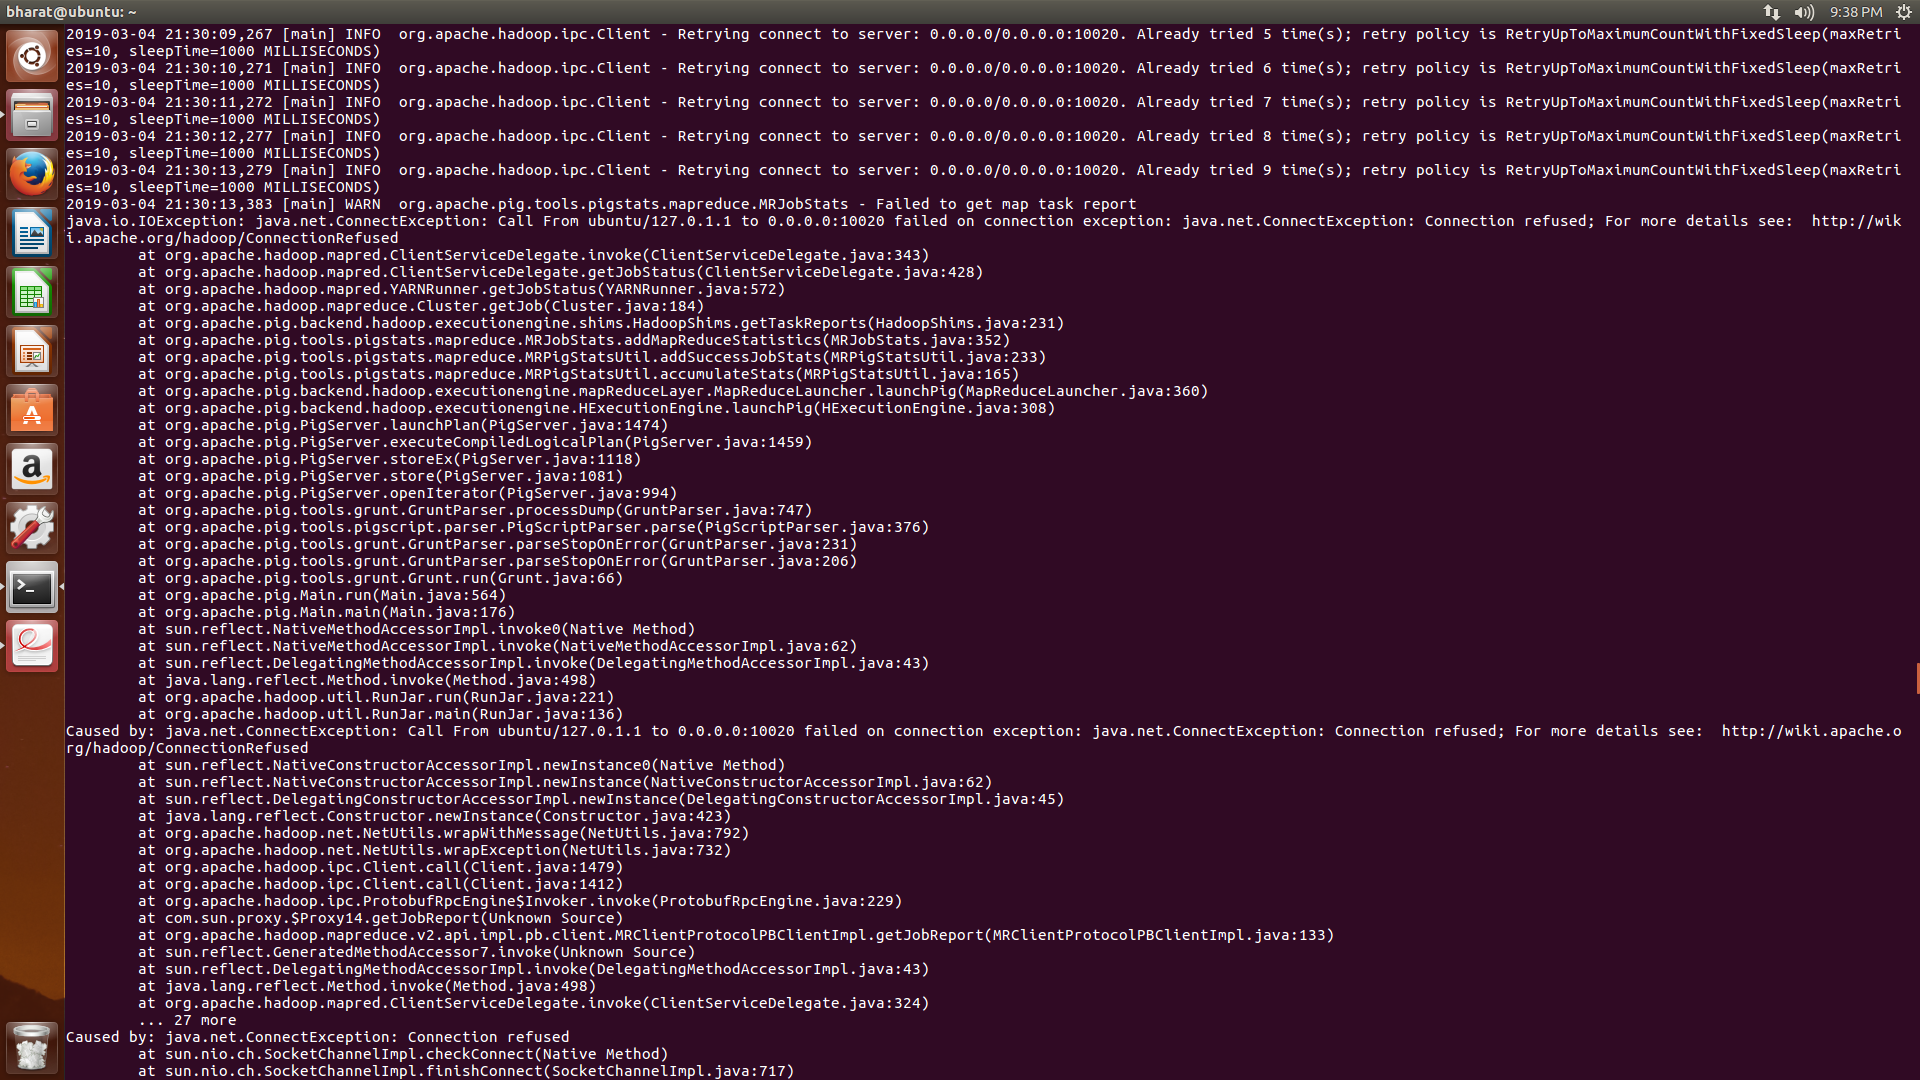 bharat@ubuntu: ~
9:38 PM
2019-03-04 21:30:09,267 [main] INFO  org.apache.hadoop.ipc.Client - Retrying connect to server: 0.0.0.0/0.0.0.0:10020. Already tried 5 time(s); retry policy is RetryUpToMaximumCountWithFixedSleep(maxRetri
es=10, sleepTime=1000 MILLISECONDS)
2019-03-04 21:30:10,271 [main] INFO  org.apache.hadoop.ipc.Client - Retrying connect to server: 0.0.0.0/0.0.0.0:10020. Already tried 6 time(s); retry policy is RetryUpToMaximumCountWithFixedSleep(maxRetri
es=10, sleepTime=1000 MILLISECONDS)
2019-03-04 21:30:11,272 [main] INFO  org.apache.hadoop.ipc.Client - Retrying connect to server: 0.0.0.0/0.0.0.0:10020. Already tried 7 time(s); retry policy is RetryUpToMaximumCountWithFixedSleep(maxRetri
es=10, sleepTime=1000 MILLISECONDS)
2019-03-04 21:30:12,277 [main] INFO  org.apache.hadoop.ipc.Client - Retrying connect to server: 0.0.0.0/0.0.0.0:10020. Already tried 8 time(s); retry policy is RetryUpToMaximumCountWithFixedSleep(maxRetri
es=10, sleepTime=1000 MILLISECONDS)
2019-03-04 21:30:13,279 [main] INFO  org.apache.hadoop.ipc.Client - Retrying connect to server: 0.0.0.0/0.0.0.0:10020. Already tried 9 time(s); retry policy is RetryUpToMaximumCountWithFixedSleep(maxRetri
es=10, sleepTime=1000 MILLISECONDS)
2019-03-04 21:30:13,383 [main] WARN  org.apache.pig.tools.pigstats.mapreduce.MRJobStats - Failed to get map task report
java.io.IOException: java.net.ConnectException: Call From ubuntu/127.0.1.1 to 0.0.0.0:10020 failed on connection exception: java.net.ConnectException: Connection refused; For more details see:  http://wik
i.apache.org/hadoop/ConnectionRefused
at org.apache.hadoop.mapred.ClientServiceDelegate.invoke(ClientServiceDelegate.java:343)
at org.apache.hadoop.mapred.ClientServiceDelegate.getJobStatus(ClientServiceDelegate.java:428)
at org.apache.hadoop.mapred.YARNRunner.getJobStatus(YARNRunner.java:572)
at org.apache.hadoop.mapreduce.Cluster.getJob(Cluster.java:184)
at org.apache.pig.backend.hadoop.executionengine.shims.HadoopShims.getTaskReports(HadoopShims.java:231)
at org.apache.pig.tools.pigstats.mapreduce.MRJobStats.addMapReduceStatistics(MRJobStats.java:352)
at org.apache.pig.tools.pigstats.mapreduce.MRPigStatsUtil.addSuccessJobStats(MRPigStatsUtil.java:233)
at org.apache.pig.tools.pigstats.mapreduce.MRPigStatsUtil.accumulateStats(MRPigStatsUtil.java:165)
at org.apache.pig.backend.hadoop.executionengine.mapReduceLayer.MapReduceLauncher.launchPig(MapReduceLauncher.java:360)
at org.apache.pig.backend.hadoop.executionengine.HExecutionEngine.launchPig(HExecutionEngine.java:308)
at org.apache.pig.PigServer.launchPlan(PigServer.java:1474)
at org.apache.pig.PigServer.executeCompiledLogicalPlan(PigServer.java:1459)
at org.apache.pig.PigServer.storeEx(PigServer.java:1118)
at org.apache.pig.PigServer.store(PigServer.java:1081)
at org.apache.pig.PigServer.openIterator(PigServer.java:994)
at org.apache.pig.tools.grunt.GruntParser.processDump(GruntParser.java:747)
at org.apache.pig.tools.pigscript.parser.PigScriptParser.parse(PigScriptParser.java:376)
at org.apache.pig.tools.grunt.GruntParser.parseStopOnError(GruntParser.java:231)
at org.apache.pig.tools.grunt.GruntParser.parseStopOnError(GruntParser.java:206)
at org.apache.pig.tools.grunt.Grunt.run(Grunt.java:66)
at org.apache.pig.Main.run(Main.java:564)
at org.apache.pig.Main.main(Main.java:176)
at sun.reflect.NativeMethodAccessorImpl.invoke0(Native Method)
at sun.reflect.NativeMethodAccessorImpl.invoke(NativeMethodAccessorImpl.java:62)
at sun.reflect.DelegatingMethodAccessorImpl.invoke(DelegatingMethodAccessorImpl.java:43)
at java.lang.reflect.Method.invoke(Method.java:498)
at org.apache.hadoop.util.RunJar.run(RunJar.java:221)
at org.apache.hadoop.util.RunJar.main(RunJar.java:136)
Caused by: java.net.ConnectException: Call From ubuntu/127.0.1.1 to 0.0.0.0:10020 failed on connection exception: java.net.ConnectException: Connection refused; For more details see:  http://wiki.apache.o
rg/hadoop/ConnectionRefused
at sun.reflect.NativeConstructorAccessorImpl.newInstance0(Native Method)
at sun.reflect.NativeConstructorAccessorImpl.newInstance(NativeConstructorAccessorImpl.java:62)
at sun.reflect.DelegatingConstructorAccessorImpl.newInstance(DelegatingConstructorAccessorImpl.java:45)
at java.lang.reflect.Constructor.newInstance(Constructor.java:423)
at org.apache.hadoop.net.NetUtils.wrapWithMessage(NetUtils.java:792)
at org.apache.hadoop.net.NetUtils.wrapException(NetUtils.java:732)
at org.apache.hadoop.ipc.Client.call(Client.java:1479)
at org.apache.hadoop.ipc.Client.call(Client.java:1412)
at org.apache.hadoop.ipc.ProtobufRpcEngine$Invoker.invoke(ProtobufRpcEngine.java:229)
at com.sun.proxy.$Proxy14.getJobReport(Unknown Source)
at org.apache.hadoop.mapreduce.v2.api.impl.pb.client.MRClientProtocolPBClientImpl.getJobReport(MRClientProtocolPBClientImpl.java:133)
at sun.reflect.GeneratedMethodAccessor7.invoke(Unknown Source)
at sun.reflect.DelegatingMethodAccessorImpl.invoke(DelegatingMethodAccessorImpl.java:43)
at java.lang.reflect.Method.invoke(Method.java:498)
at org.apache.hadoop.mapred.ClientServiceDelegate.invoke(ClientServiceDelegate.java:324)
... 27 more
Caused by: java.net.ConnectException: Connection refused
at sun.nio.ch.SocketChannelImpl.checkConnect(Native Method)
at sun.nio.ch.SocketChannelImpl.finishConnect(SocketChannelImpl.java:717)